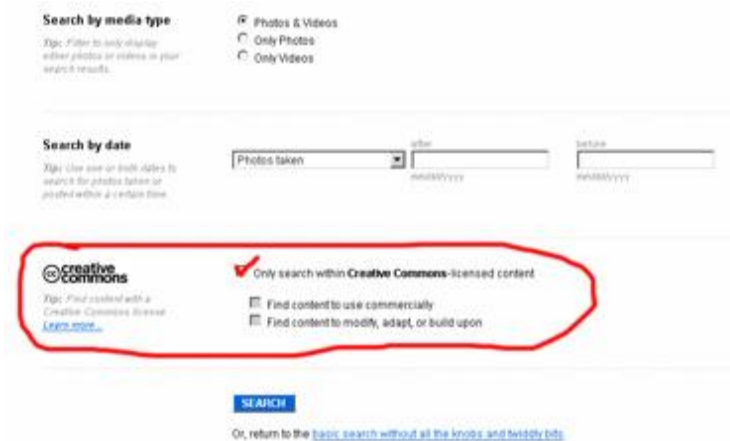 Search by media type
Photos & Videos
Tip: Filter to only display
either photos or videos in your
search results.
Only Photos
Only Videos
Search by date
Tip: Use one or both dates to
search for photos taken or
posted within a certain time.
Photos taken
after
mm/dd/yyyy
before
mm/dd/yyyy
cc creative
commons
Tip: Find content with a
Creative Commons license.
Learn more...
Only search within Creative Commons-licensed content
Find content to use commercially
Find content to modify, adapt, or build upon
SEARCH
Or, return to the basic search without all the knobs and twiddly bits.